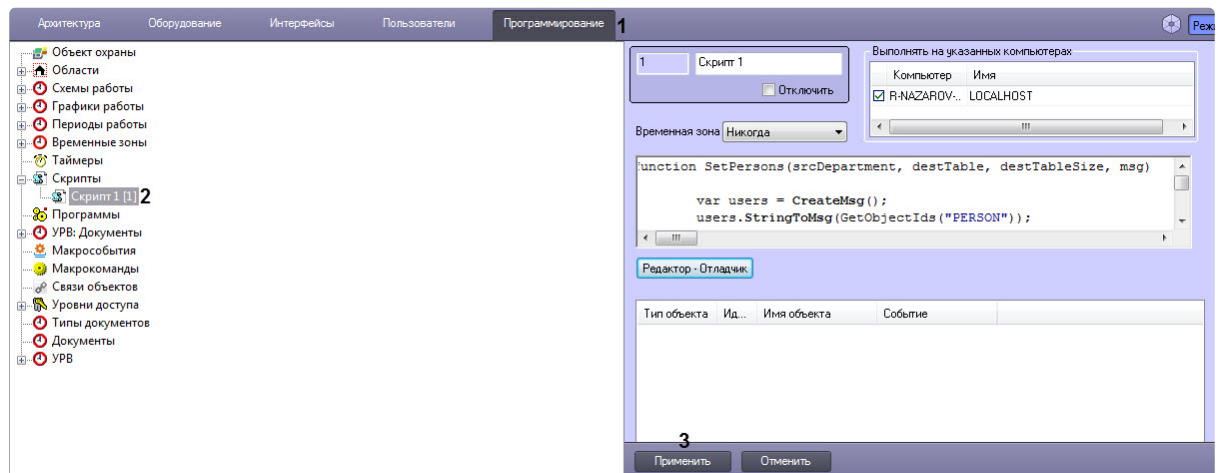 Архитектура Оборудование Интерфейсы Пользователи Программирование 1
Объект охраны
Области
Схемы работы
Графики работы
Периоды работы
Временные зоны
Таймеры
Скрипты
Скрипт 1 [1] 2
Программы
УРВ: Документы
Макрособытия
Макрокоманды
Связи объектов
Уровни доступа
Типы документов
Документы
УРВ
1 Скрипт 1
Отключить
Выполнять на указанных компьютерах
Компьютер Имя
R-NAZAROV-.. LOCALHOST
Временная зона Никогда
function SetPersons(srcDepartment, destTable, destTableSize, msg)
var users = CreateMsg();
users.StringToMsg(GetObjectIds("PERSON"));
Редактор - Отладчик
Тип объекта Ид... Имя объекта Событие
3
Применить Отменить